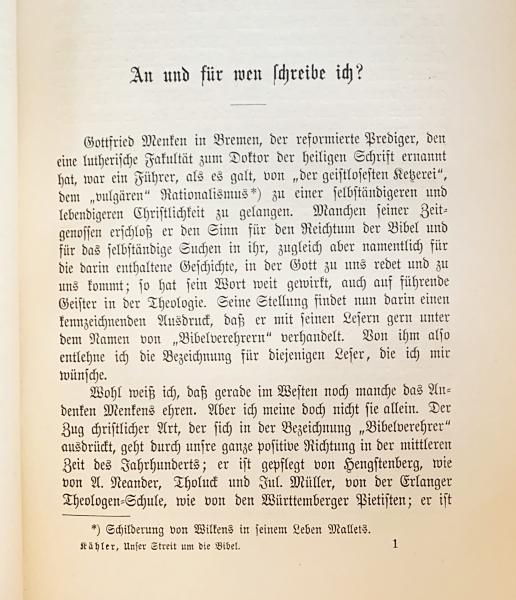 An und für wen schreibe ich?
Gottfried Menken in Bremen, der reformierte Prediger, den
eine lutherische Fakultät zum Doktor der heiligen Schrift ernannt
hat, war ein Führer, als es galt, von „der geistlosesten Ketzerei“,
dem „vulgären“ Rationalismus*) zu einer selbständigeren und
lebendigeren Christlichkeit zu gelangen. Manchen seiner Zeit-
genossen erschloß er den Sinn für den Reichtum der Bibel und
für das selbständige Suchen in ihr, zugleich aber namentlich für
die darin enthaltene Geschichte, in der Gott zu uns redet und zu
uns kommt; so hat sein Wort weit gewirkt, auch auf führende
Geister in der Theologie. Seine Stellung findet nun darin einen
kennzeichnenden Ausdruck, daß er mit seinen Lesern gern unter
dem Namen von „Bibelverehrern“ verhandelt. Von ihm also
entlehne ich die Bezeichnung für diejenigen Leser, die ich mir
wünsche.
Wohl weiß ich, daß gerade im Westen noch manche das An-
denken Menkens ehren. Aber ich meine doch nicht sie allein. Der
Zug christlicher Art, der sich in der Bezeichnung „Bibelverehrer“
ausdrückt, geht durch unsre ganze positive Richtung in der mittleren
Zeit des Jahrhunderts; er ist gepflegt von Hengstenberg, wie
von A. Neander, Tholuck und Jul. Müller, von der Erlanger
Theologen-Schule, wie von den Württemberger Pietisten; er ist
*) Schilderung von Wilkens in seinem Leben Mallets.
Kähler, Unser Streit um die Bibel. 1